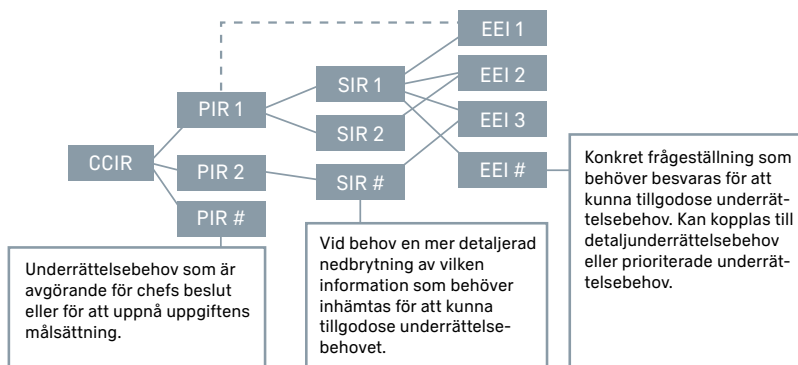 EEI 1
EEI 2
EEI 3
EEI #
SIR 1
SIR 2
SIR #
PIR 1
PIR 2
PIR #
CCIR
Underrättelsebehov som är
avgörande för chefs beslut
eller för att uppnå uppgiftens
målsättning.
Vid behov en mer detaljerad
nedbrytning av vilken
information som behöver
inhämtas för att kunna
tillgodose underrättelse-
behovet.
Konkret frågeställning som
behöver besvaras för att
kunna tillgodose underrät-
telsebehov. Kan kopplas till
detaljunderrättelsebehov
eller prioriterade underrät-
telsebehov.